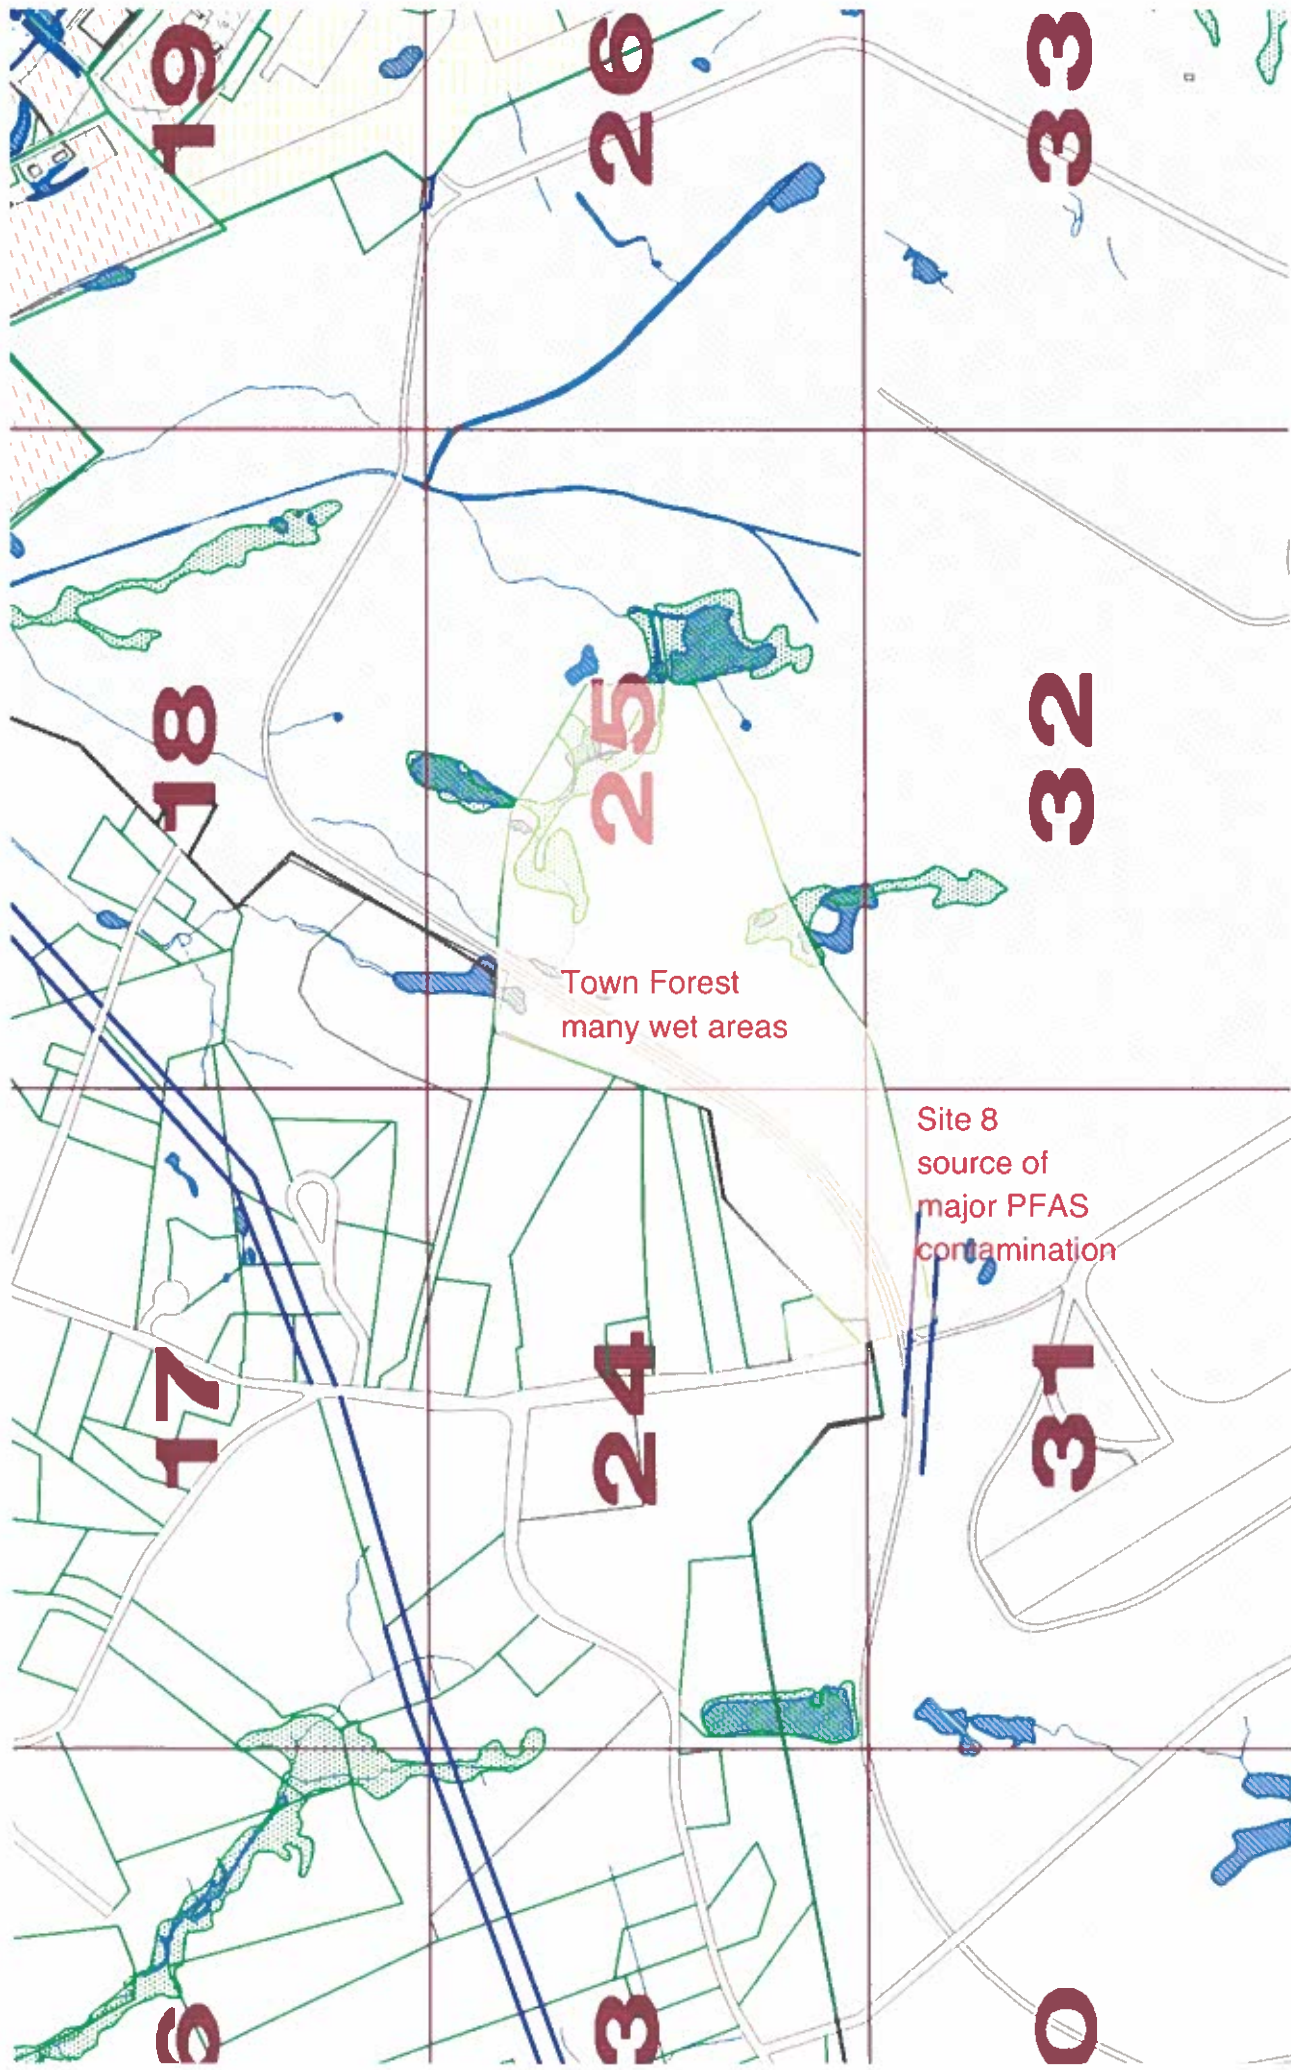 19
26
33
18
25
32
Town Forest
many wet areas
Site 8
source of
major PFAS
contamination
17
24
31
3
0